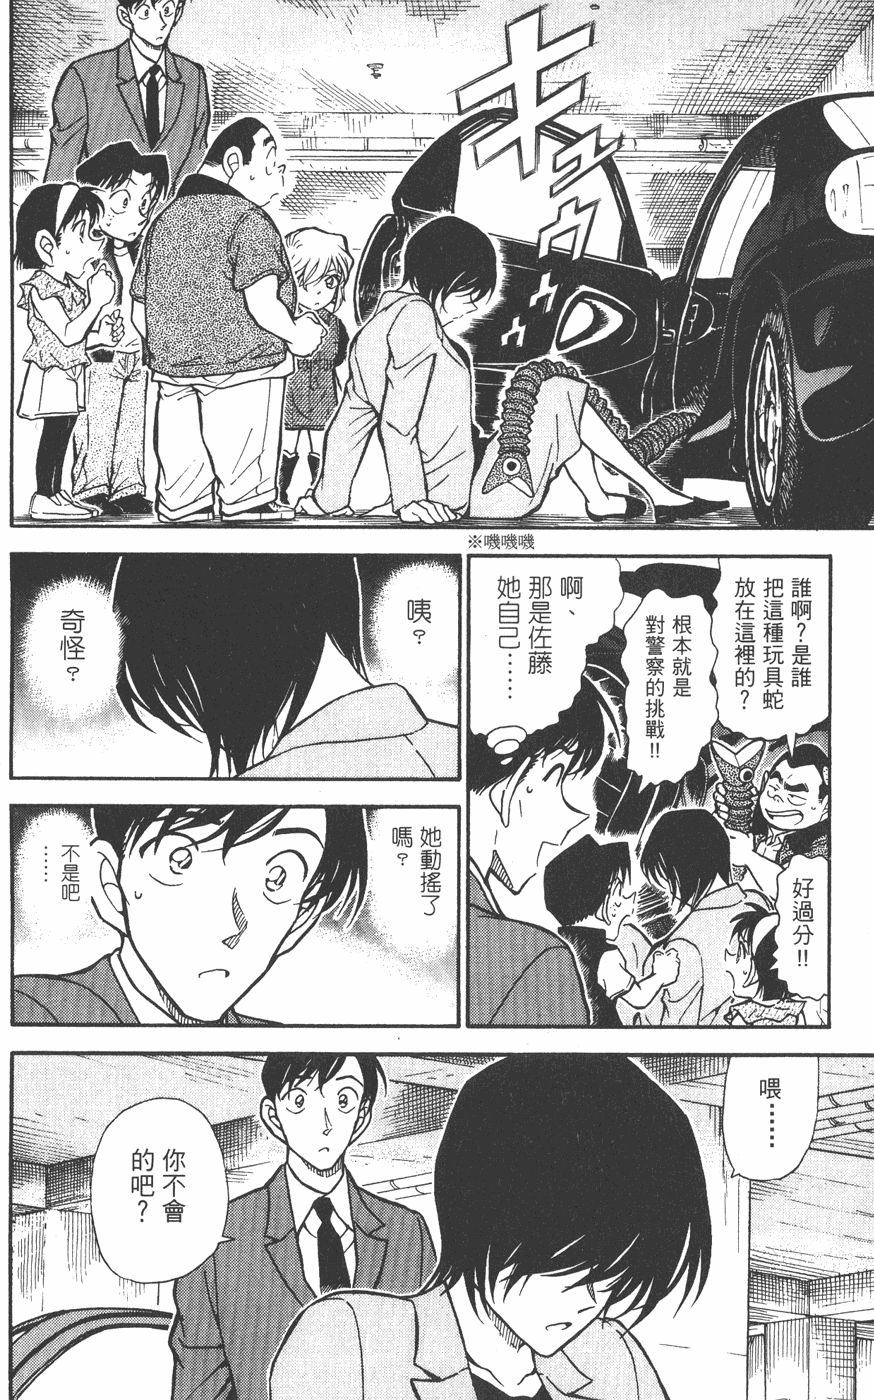 キュウウウ…
※嘰嘰嘰
誰啊？是誰
把這種玩具蛇
放在這裡的？
根本就是
對警察的挑戰!!
啊、
那是佐藤
她自己……
好過分!!
咦？
奇怪？
她動搖了
嗎？
不是吧
……
喂……
你不會
的吧？